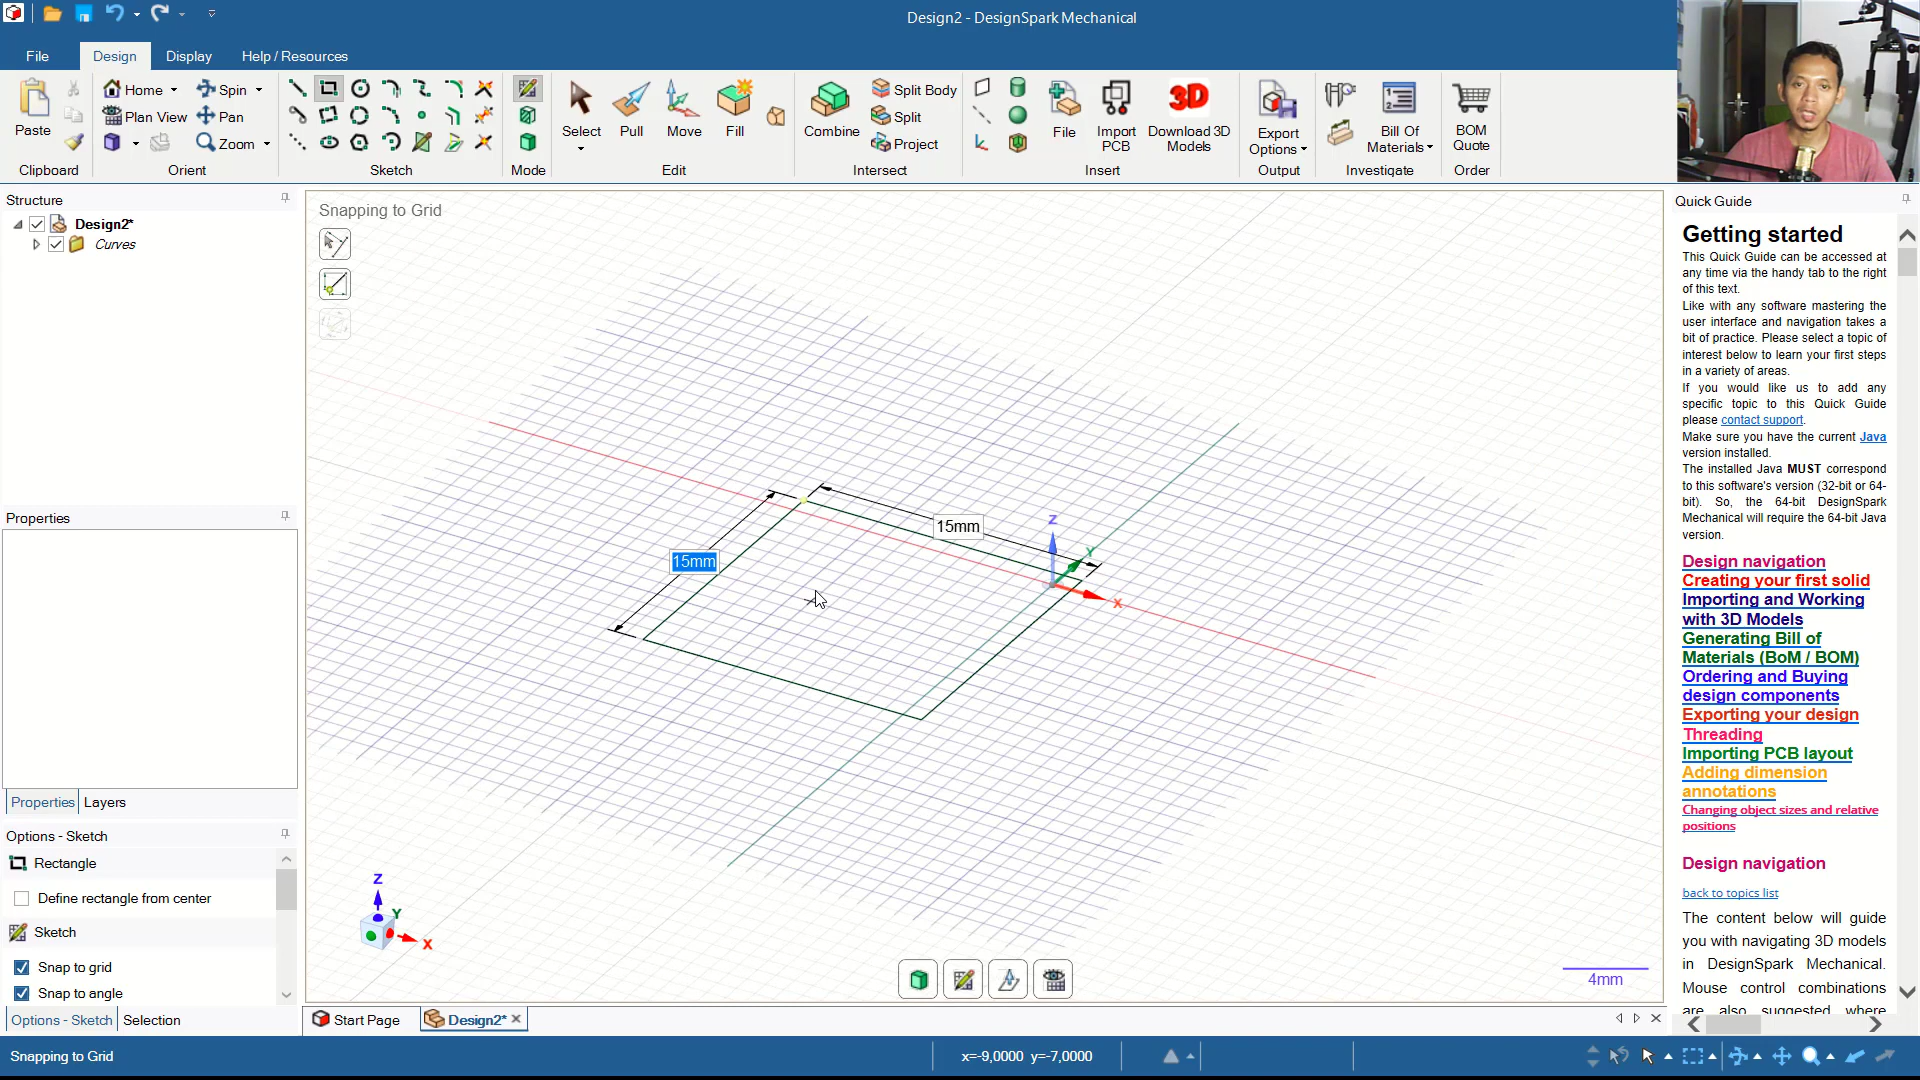 Design2 - DesignSpark Mechanical
File
Design
Display
Help / Resources
Paste
Clipboard
Home
Plan View
Spin
Pan
Zoom
Orient
Sketch
Mode
Select
Pull
Move
Fill
Edit
Combine
Split Body
Split
Project
Intersect
File
Import
PCB
3D
Download 3D
Models
Insert
Export
Options
Output
Bill Of
Materials
Investigate
BOM
Quote
Order
Structure
Design2*
Curves
Properties
Properties
Layers
Options - Sketch
Rectangle
Define rectangle from center
Sketch
Snap to grid
Snap to angle
Options - Sketch
Selection
Snapping to Grid
15mm
15mm
Z
Y
X
Z
Y
X
4mm
Start Page
Design2*
Quick Guide
Getting started
This Quick Guide can be accessed at
any time via the handy tab to the right
of this text.
Like with any software mastering the
user interface and navigation takes a
bit of practice. Please select a topic of
interest below to learn your first steps
in a variety of areas.
If you would like us to add any
specific topic to this Quick Guide
please contact support.
Make sure you have the current Java
version installed.
The installed Java MUST correspond
to this software's version (32-bit or 64-
bit). So, the 64-bit DesignSpark
Mechanical will require the 64-bit Java
version.
Design navigation
Creating your first solid
Importing and Working
with 3D Models
Generating Bill of
Materials (BoM / BOM)
Ordering and Buying
design components
Exporting your design
Threading
Importing PCB layout
Adding dimension
annotations
Changing object sizes and relative
positions
Design navigation
back to topics list
The content below will guide
you with navigating 3D models
in DesignSpark Mechanical.
Mouse control combinations
are also suggested where
Snapping to Grid
x=-9,0000 y=-7,0000